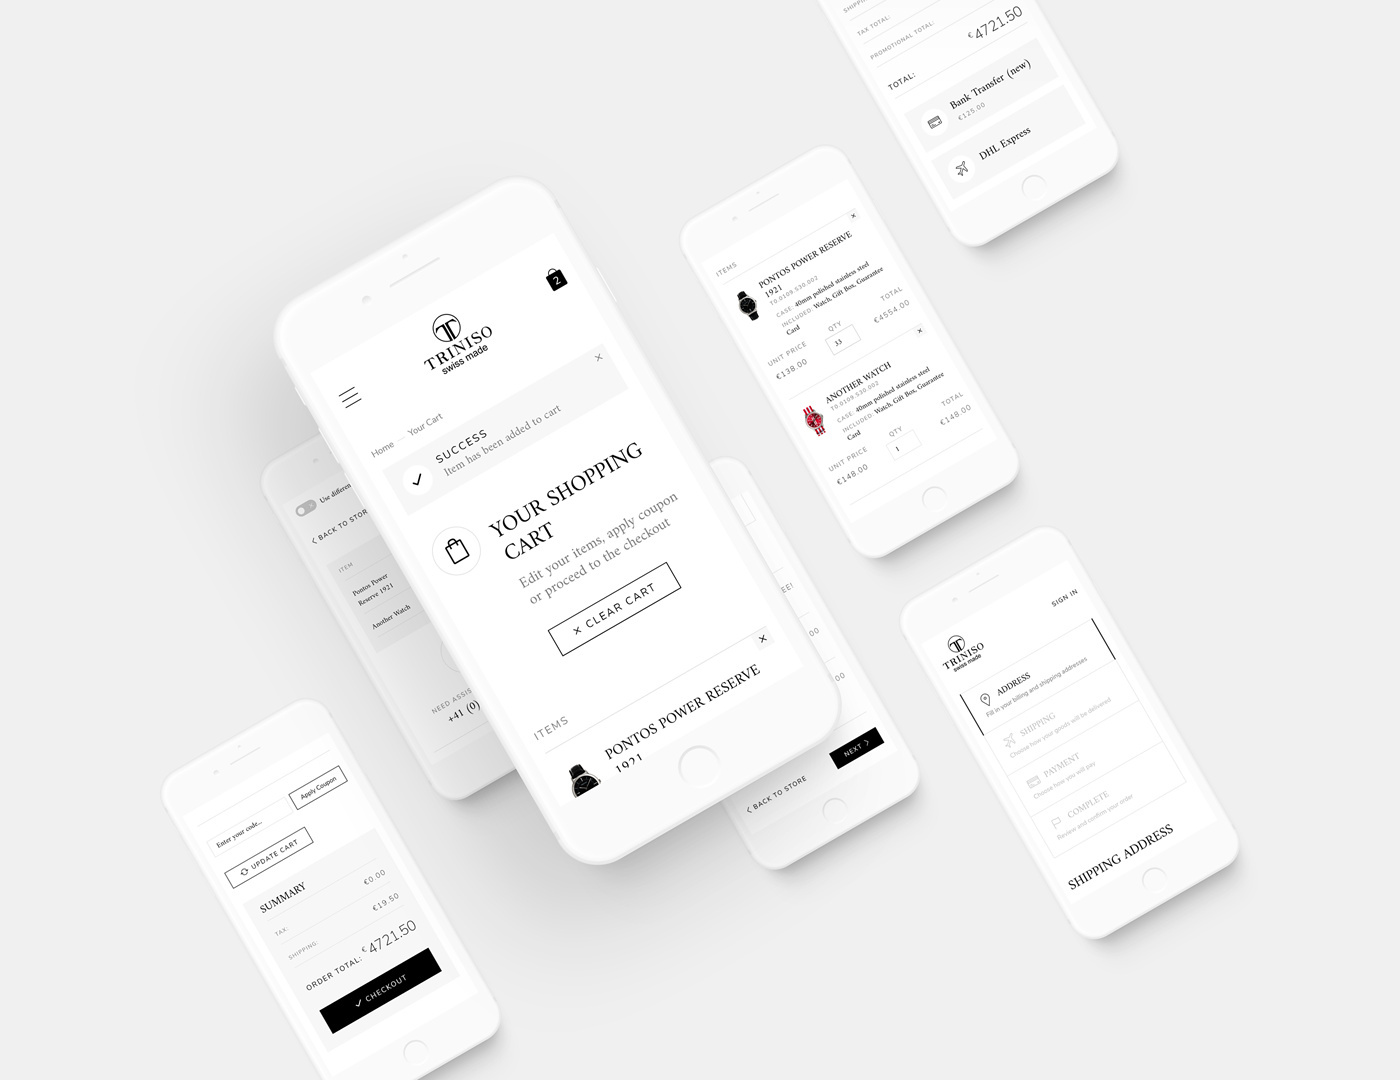 SHIPPING:
TAX TOTAL:
PROMOTIONAL TOTAL:
€4721.50
TOTAL:
Bank Transfer (new)
€125.00
DHL Express
ITEMS
PONTOS POWER RESERVE
1921
T0.0109.530.002
CASE: 40mm polished stainless steel
INCLUDED: Watch, Gift Box, Guarantee
Card
UNIT PRICE
QTY
TOTAL
€138.00
33
€4554.00
ANOTHER WATCH
T0.0109.530.002
CASE: 40mm polished stainless steel
INCLUDED: Watch, Gift Box, Guarantee
Card
UNIT PRICE
QTY
TOTAL
€148.00
1
€148.00
2
TRINISO
swiss made
Home
Your Cart
SUCCESS
Item has been added to cart
YOUR SHOPPING
CART
Edit your items, apply coupon
or proceed to the checkout
CLEAR CART
ITEMS
PONTOS POWER RESERVE
1921
Use differen
BACK TO STOR
ITEM
Pontos Power
Reserve 1921
Another Watch
NEED ASSIS
+41 (0)
EE!
00
00
00
NEXT
BACK TO STORE
SIGN IN
TRINISO
swiss made
ADDRESS
Fill in your billing and shipping addresses
SHIPPING
Choose how your goods will be delivered
PAYMENT
Choose how you will pay
COMPLETE
Review and confirm your order
SHIPPING ADDRESS
Apply Coupon
Enter your code...
UPDATE CART
SUMMARY
€0.00
TAX:
€19.50
SHIPPING:
€4721.50
ORDER TOTAL:
CHECKOUT